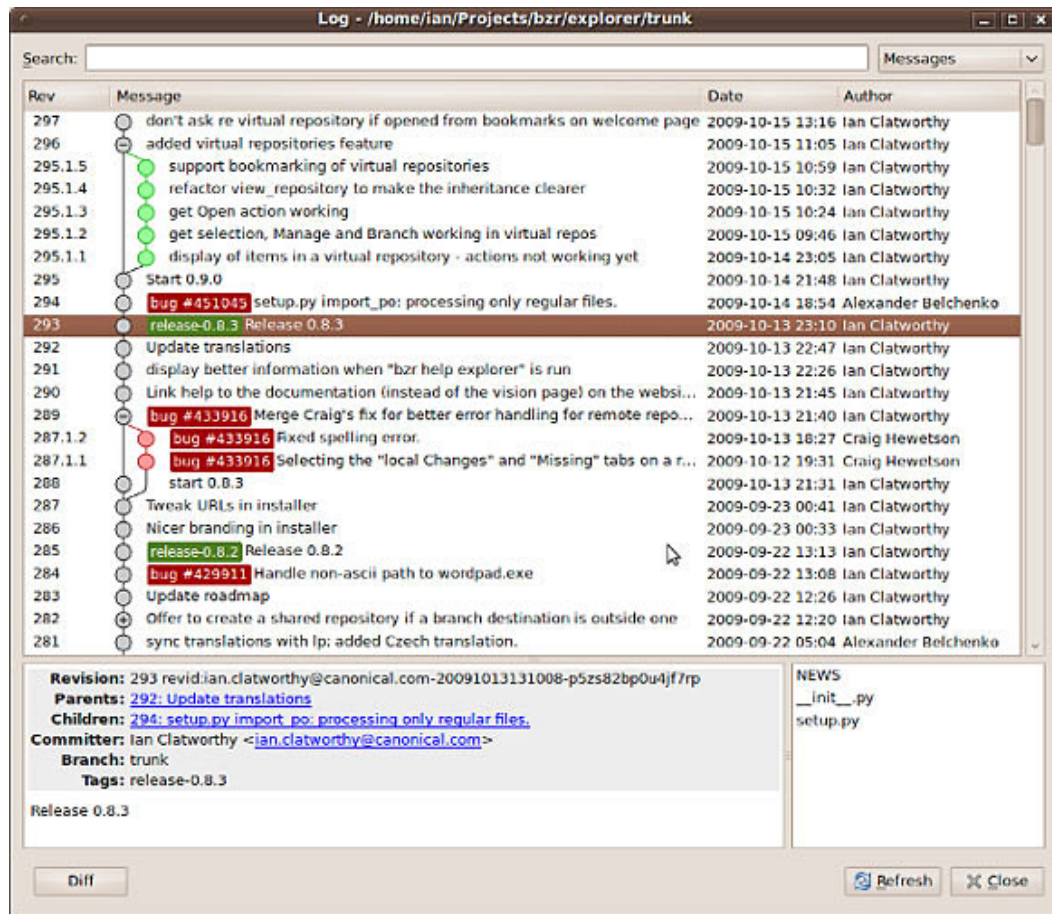 Log - /home/ian/Projects/bzr/explorer/trunk
Search: Messages
Rev Message Date Author
297 don't ask re virtual repository if opened from bookmarks on welcome page 2009-10-15 13:16 Ian Clatworthy
296 added virtual repositories feature 2009-10-15 11:05 Ian Clatworthy
295.1.5 support bookmarking of virtual repositories 2009-10-15 10:59 Ian Clatworthy
295.1.4 refactor view_repository to make the inheritance clearer 2009-10-15 10:32 Ian Clatworthy
295.1.3 get Open action working 2009-10-15 10:24 Ian Clatworthy
295.1.2 get selection, Manage and Branch working in virtual repos 2009-10-15 09:46 Ian Clatworthy
295.1.1 display of items in a virtual repository - actions not working yet 2009-10-14 23:05 Ian Clatworthy
295 Start 0.9.0 2009-10-14 21:48 Ian Clatworthy
294 bug #451045 setup.py import_po: processing only regular files. 2009-10-14 18:54 Alexander Belchenko
293 release-0.8.3 Release 0.8.3 2009-10-13 23:10 Ian Clatworthy
292 Update translations 2009-10-13 22:47 Ian Clatworthy
291 display better information when "bzr help explorer" is run 2009-10-13 22:26 Ian Clatworthy
290 Link help to the documentation (instead of the vision page) on the websi... 2009-10-13 21:45 Ian Clatworthy
289 bug #433916 Merge Craig's fix for better error handling for remote repo... 2009-10-13 21:40 Ian Clatworthy
287.1.2 bug #433916 Fixed spelling error. 2009-10-13 18:27 Craig Hewetson
287.1.1 bug #433916 Selecting the "local Changes" and "Missing" tabs on a r... 2009-10-12 19:31 Craig Hewetson
288 start 0.8.3 2009-10-13 21:31 Ian Clatworthy
287 Tweak URLs in installer 2009-09-23 00:41 Ian Clatworthy
286 Nicer branding in installer 2009-09-23 00:33 Ian Clatworthy
285 release-0.8.2 Release 0.8.2 2009-09-22 13:13 Ian Clatworthy
284 bug #429911 Handle non-ascii path to wordpad.exe 2009-09-22 13:08 Ian Clatworthy
283 Update roadmap 2009-09-22 12:26 Ian Clatworthy
282 Offer to create a shared repository if a branch destination is outside one 2009-09-22 12:20 Ian Clatworthy
281 sync translations with lp; added Czech translation. 2009-09-22 05:04 Alexander Belchenko
Revision: 293 revid:ian.clatworthy@canonical.com-20091013131008-p5zs82bp0u4jf7rp
Parents: 292: Update translations
Children: 294: setup.py import_po: processing only regular files.
Committer: Ian Clatworthy <ian.clatworthy@canonical.com>
Branch: trunk
Tags: release-0.8.3
Release 0.8.3
NEWS
__init__.py
setup.py
Diff Refresh Close